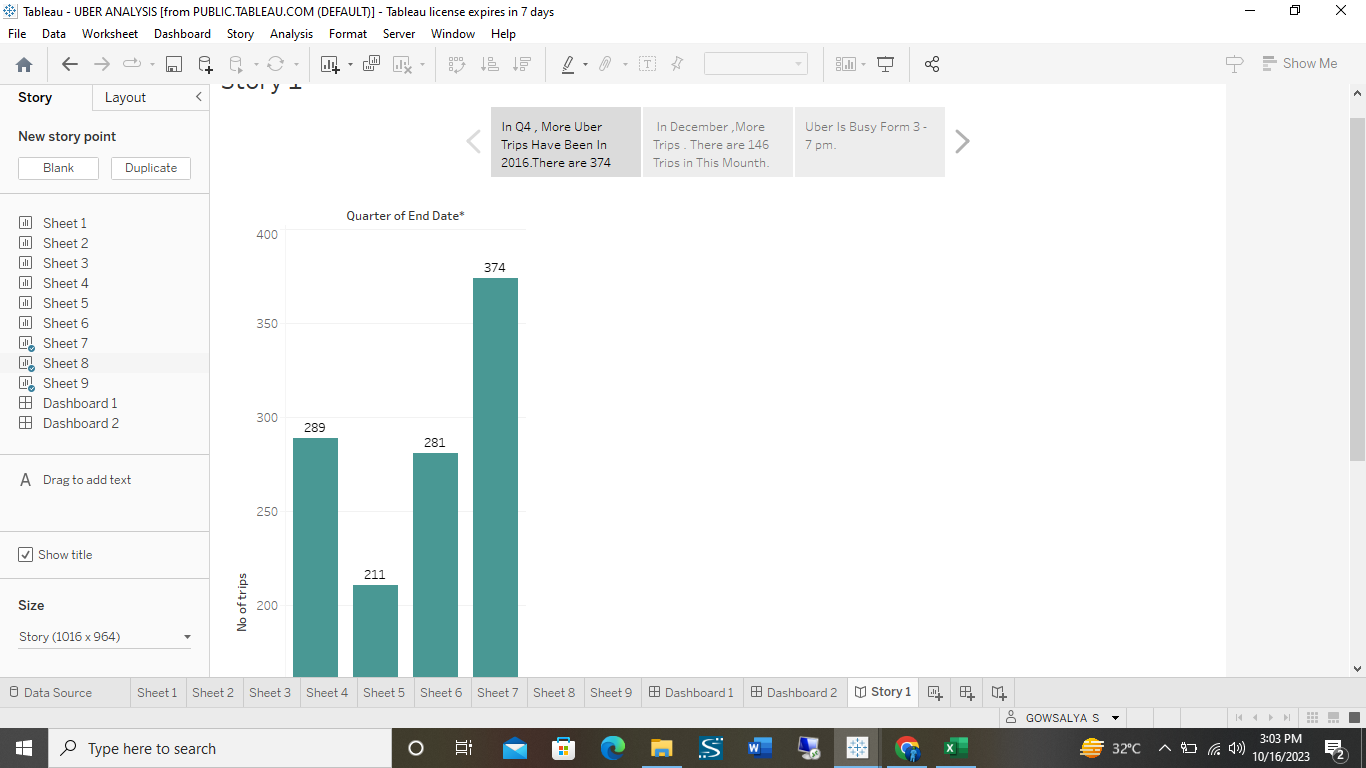 Tableau - UBER ANALYSIS [from PUBLIC.TABLEAU.COM (DEFAULT)] - Tableau license expires in 7 days
File Data Worksheet Dashboard Story Analysis Format Server Window Help
Show Me
Story Layout
New story point
Blank Duplicate
Sheet 1
Sheet 2
Sheet 3
Sheet 4
Sheet 5
Sheet 6
Sheet 7
Sheet 8
Sheet 9
Dashboard 1
Dashboard 2
A Drag to add text
Show title
Size
Story (1016 x 964)
Story 1
In Q4 , More Uber
Trips Have Been In
2016.There are 374
In December ,More
Trips . There are 146
Trips in This Mounth.
Uber Is Busy Form 3 -
7 pm.
Quarter of End Date*
400
350
300
250
200
No of trips
289
211
281
374
Data Source Sheet 1 Sheet 2 Sheet 3 Sheet 4 Sheet 5 Sheet 6 Sheet 7 Sheet 8 Sheet 9 Dashboard 1 Dashboard 2 Story 1
GOWSALYA S
Type here to search
32°C
3:03 PM
10/16/2023
2